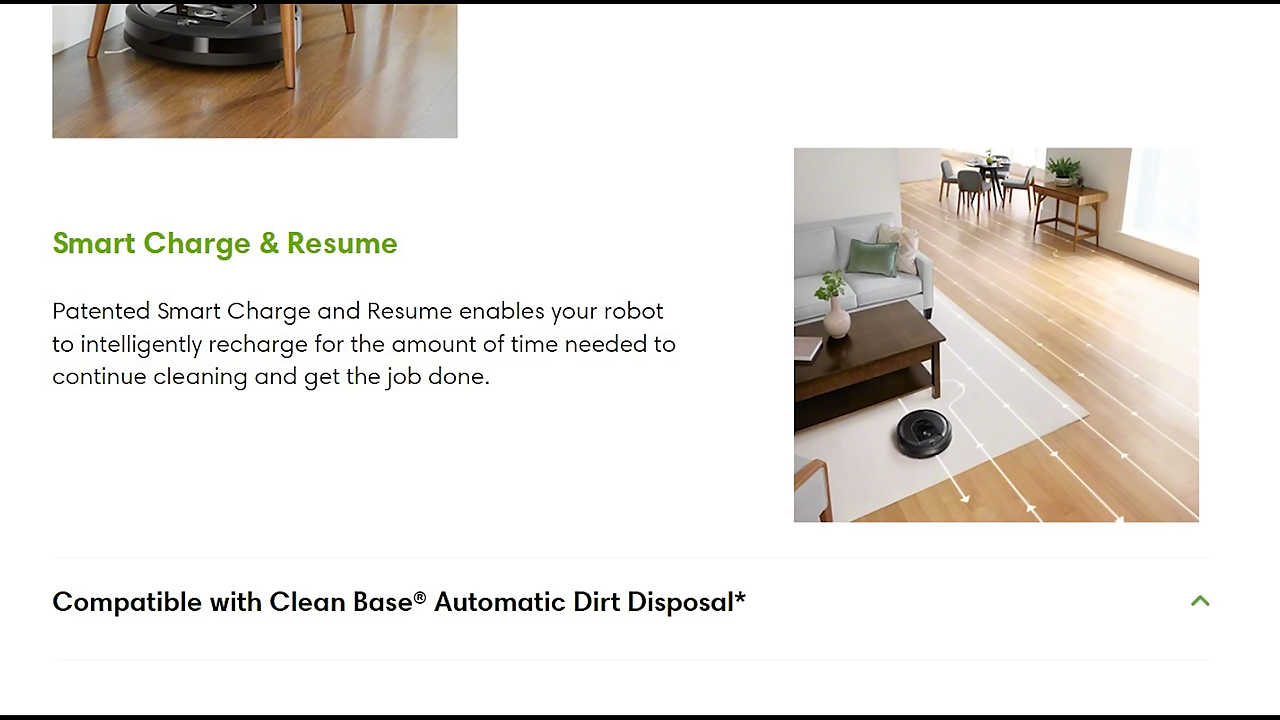 Smart Charge & Resume
Patented Smart Charge and Resume enables your robot
to intelligently recharge for the amount of time needed to
continue cleaning and get the job done.
Compatible with Clean Base® Automatic Dirt Disposal*